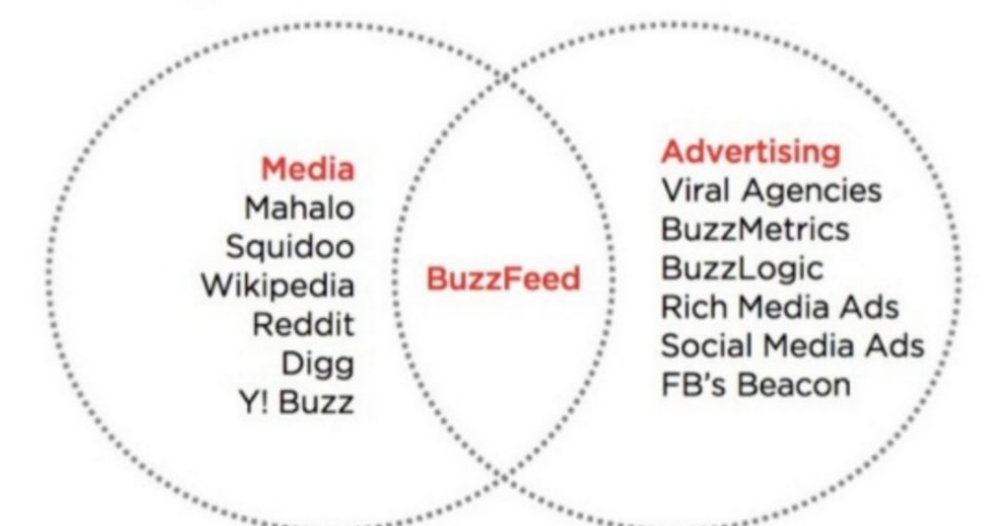 Media
Mahalo
Squidoo
Wikipedia
Reddit
Digg
Y! Buzz
BuzzFeed
Advertising
Viral Agencies
BuzzMetrics
BuzzLogic
Rich Media Ads
Social Media Ads
FB's Beacon